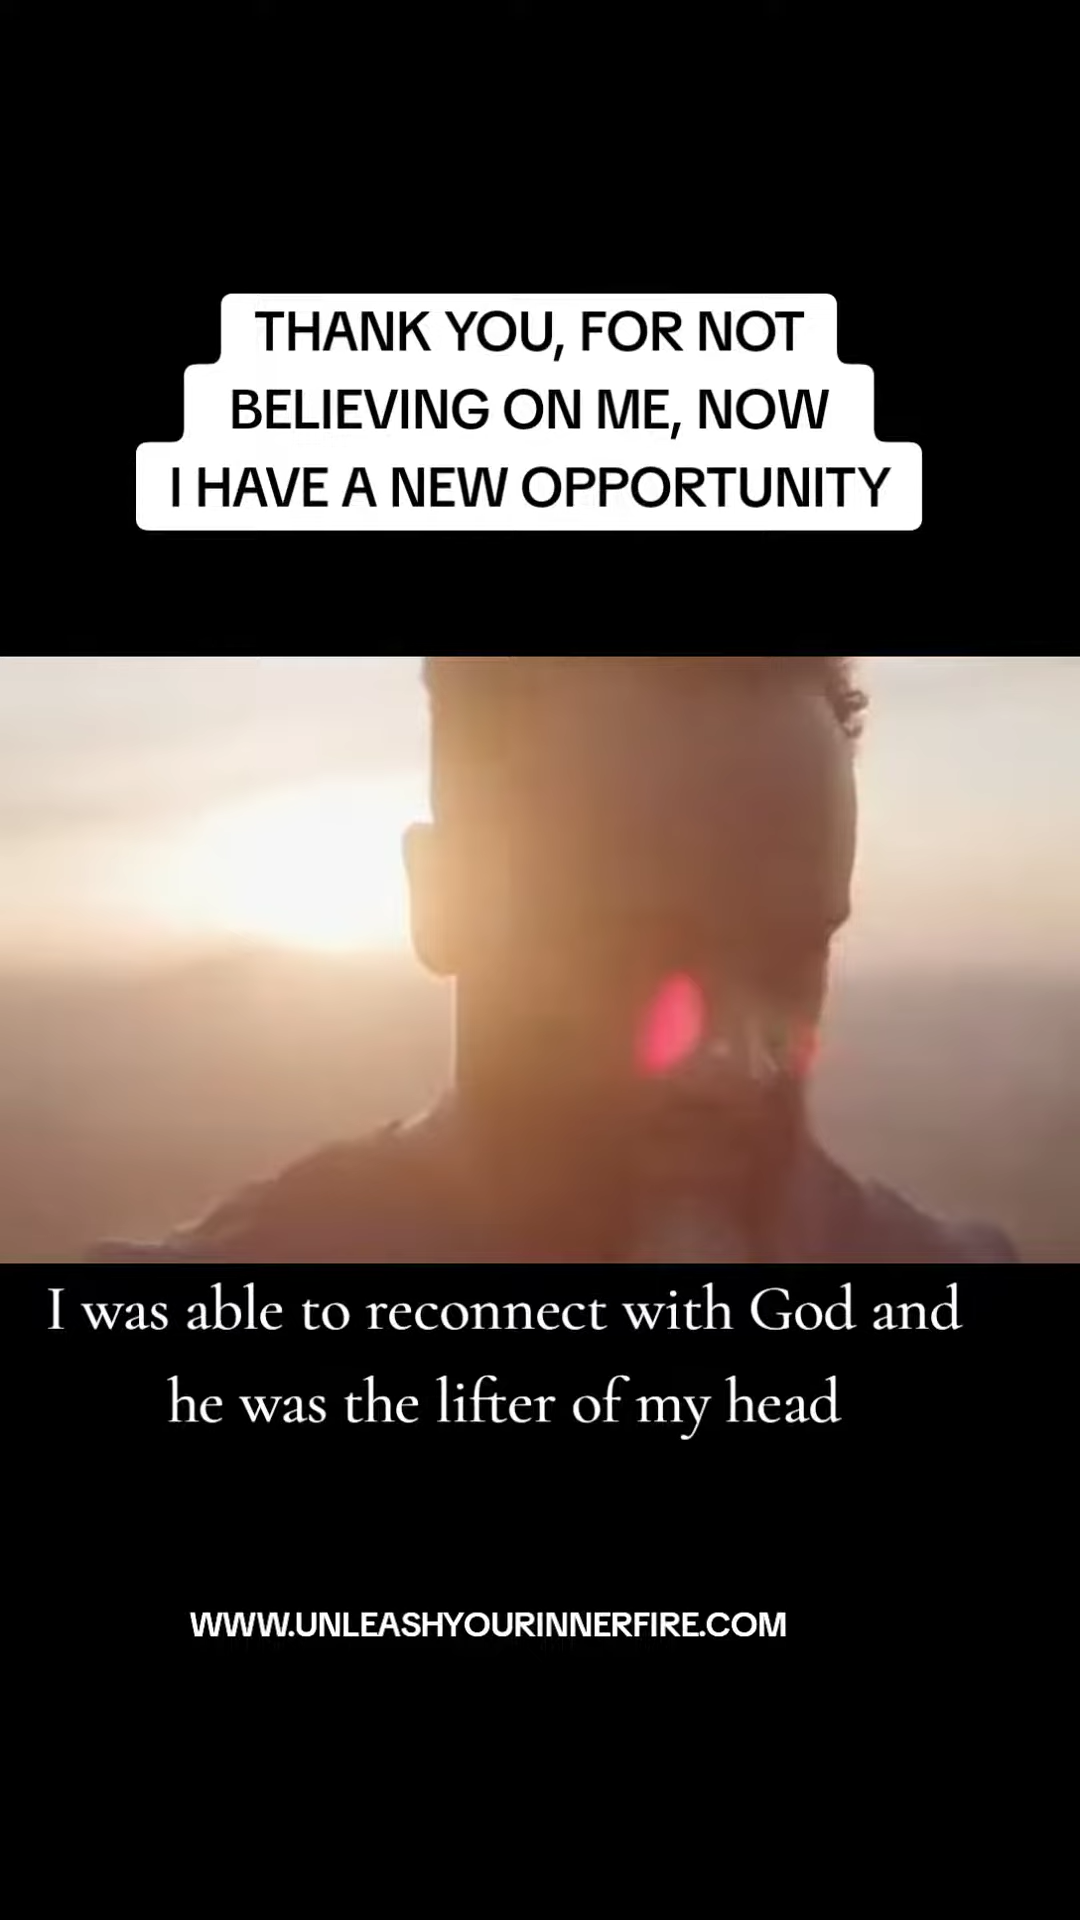 THANK YOU, FOR NOT
BELIEVING ON ME, NOW
I HAVE A NEW OPPORTUNITY
I was able to reconnect with God and
he was the lifter of my head
WWW.UNLEASHYOURINNERFIRE.COM